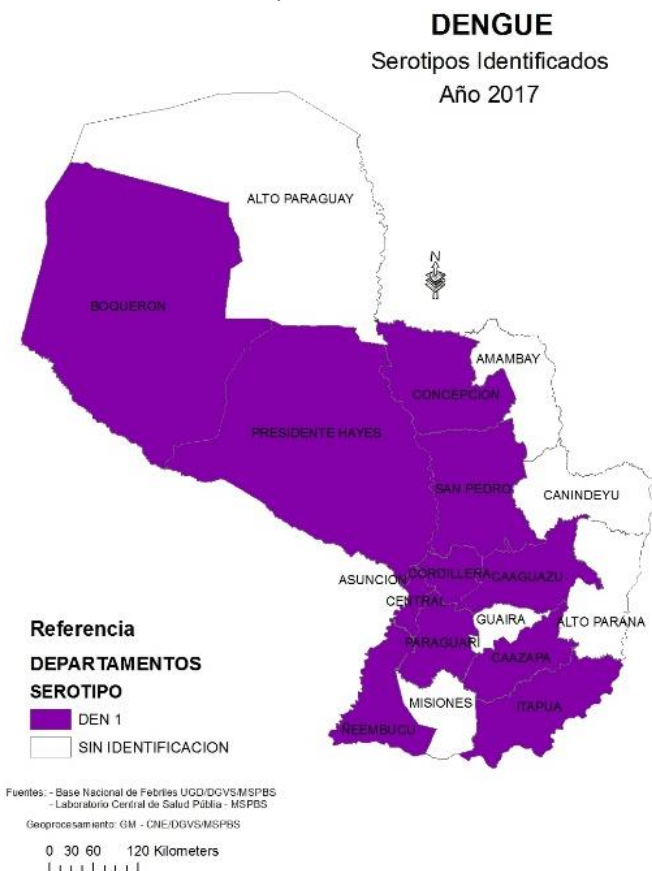 DENGUE
Serotipos Identificados
Año 2017
ALTO PARAGUAY
N
BOQUERON
AMAMBAY
CONCEPCION
PRESIDENTE HAYES
SAN PEDRO
CANINDEYU
ASUNCION
CORDILLERA
CAAGUAZU
CENTRAL
GUAIRA
ALTO PARANA
PARAGUARI
CAAZAPA
MISIONES
ITAPUA
ÑEEMBUCU
Referencia
DEPARTAMENTOS
SEROTIPO
DEN 1
SIN IDENTIFICACION
Fuentes: - Base Nacional de Febriles UGD/DGVS/MSPBS
- Laboratorio Central de Salud Públia - MSPBS
Geoprocesamiento: GM - CNE/DGVS/MSPBS
0 30 60 120 Kilometers